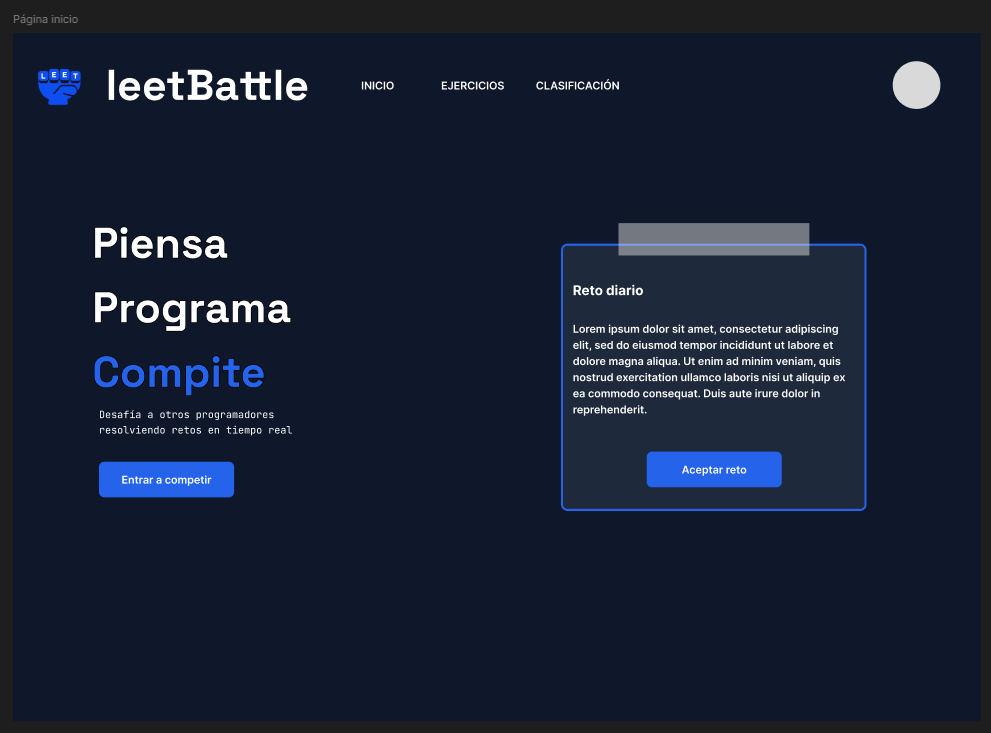 Página inicio
LEET
leetBattle
INICIO
EJERCICIOS
CLASIFICACIÓN
Piensa
Programa
Compite
Desafía a otros programadores
resolviendo retos en tiempo real
Entrar a competir
Reto diario
Lorem ipsum dolor sit amet, consectetur adipiscing
elit, sed do eiusmod tempor incididunt ut labore et
dolore magna aliqua. Ut enim ad minim veniam, quis
nostrud exercitation ullamco laboris nisi ut aliquip ex
ea commodo consequat. Duis aute irure dolor in
reprehenderit.
Aceptar reto